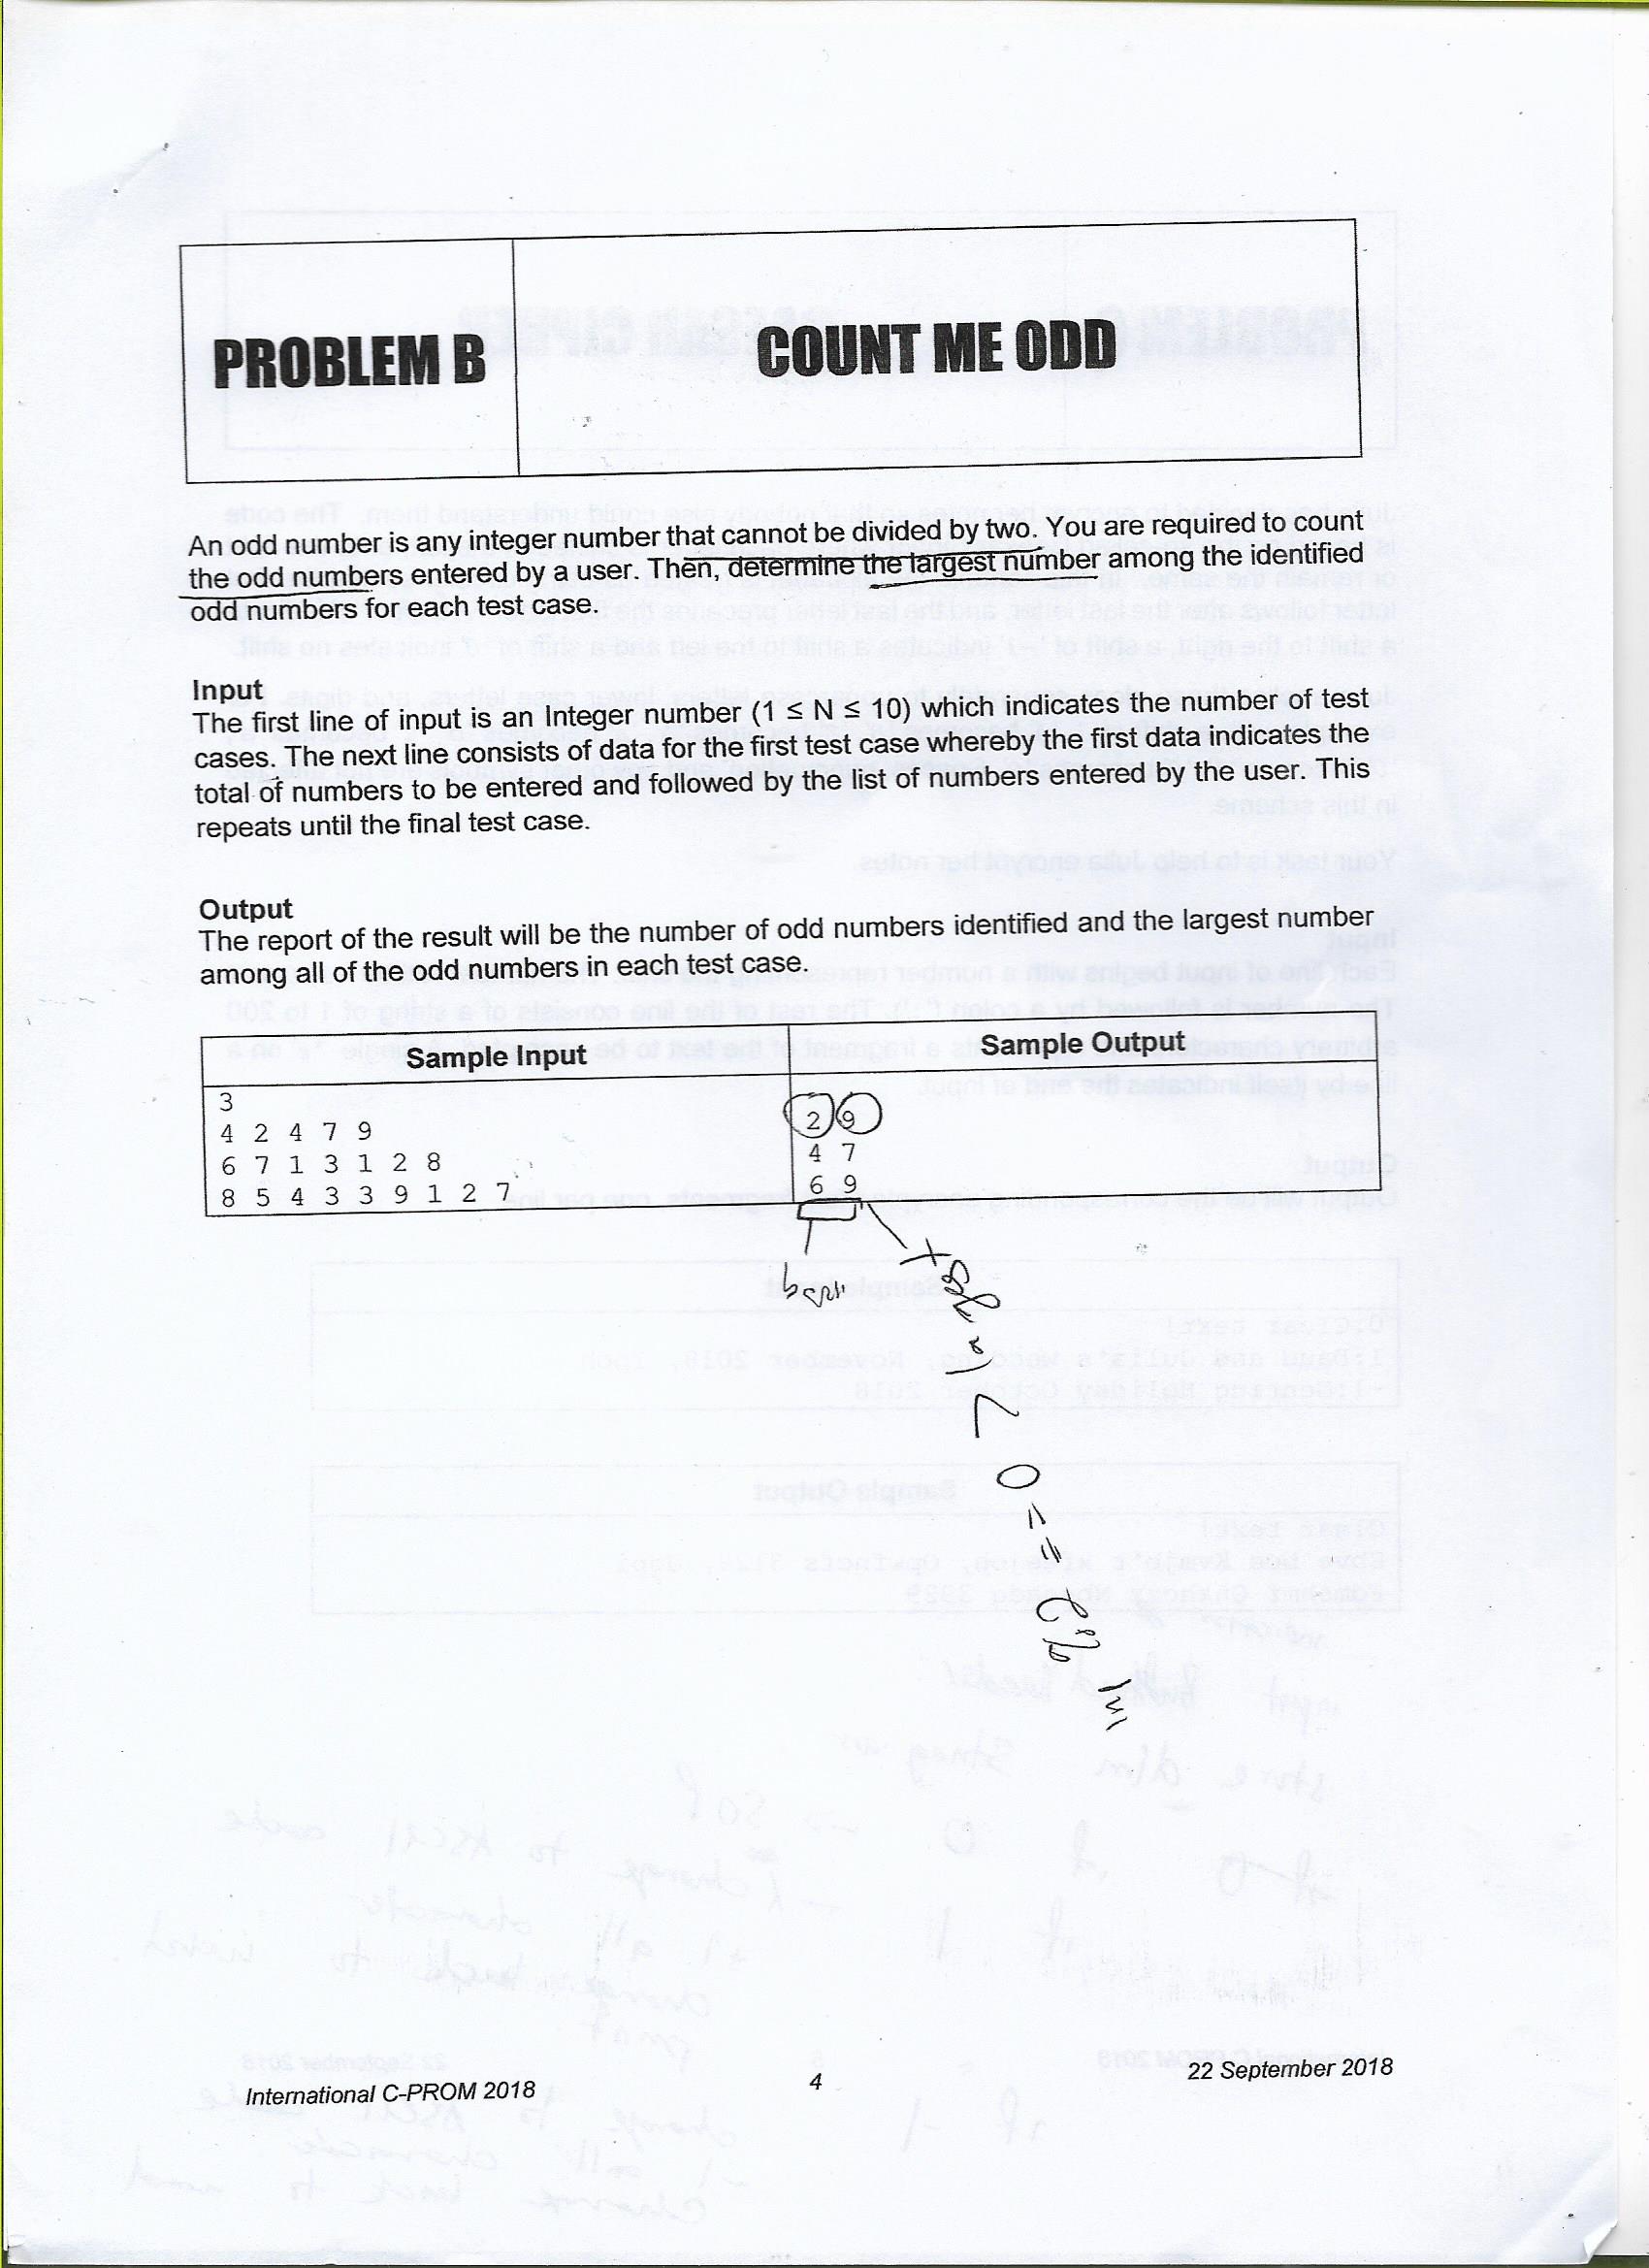 PROBLEM B
COUNT ME ODD
An odd number is any integer number that cannot be divided by two. You are required to count
the odd numbers entered by a user. Then, determine the largest number among the identified
odd numbers for each test case.
Input
The first line of input is an Integer number (1 ≤ N ≤ 10) which indicates the number of test
cases. The next line consists of data for the first test case whereby the first data indicates the
total of numbers to be entered and followed by the list of numbers entered by the user. This
repeats until the final test case.
Output
The report of the result will be the number of odd numbers identified and the largest number
among all of the odd numbers in each test case.
Sample Input
3
4 2 4 7 9
6 7 1 3 1 2 8
8 5 4 3 3 9 1 2 7
Sample Output
2 9
4 7
6 9
International C-PROM 2018
4
22 September 2018